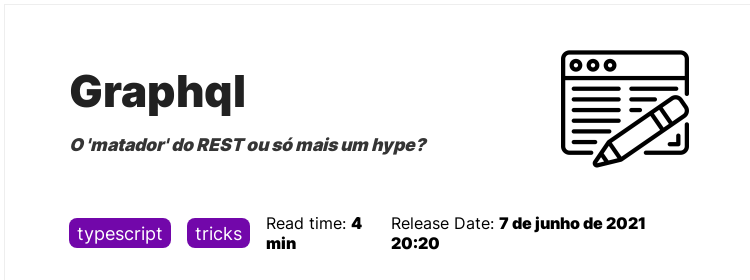 Graphql
O 'matador' do REST ou só mais um hype?
typescript tricks Read time: 4 min Release Date: 7 de junho de 2021 20:20